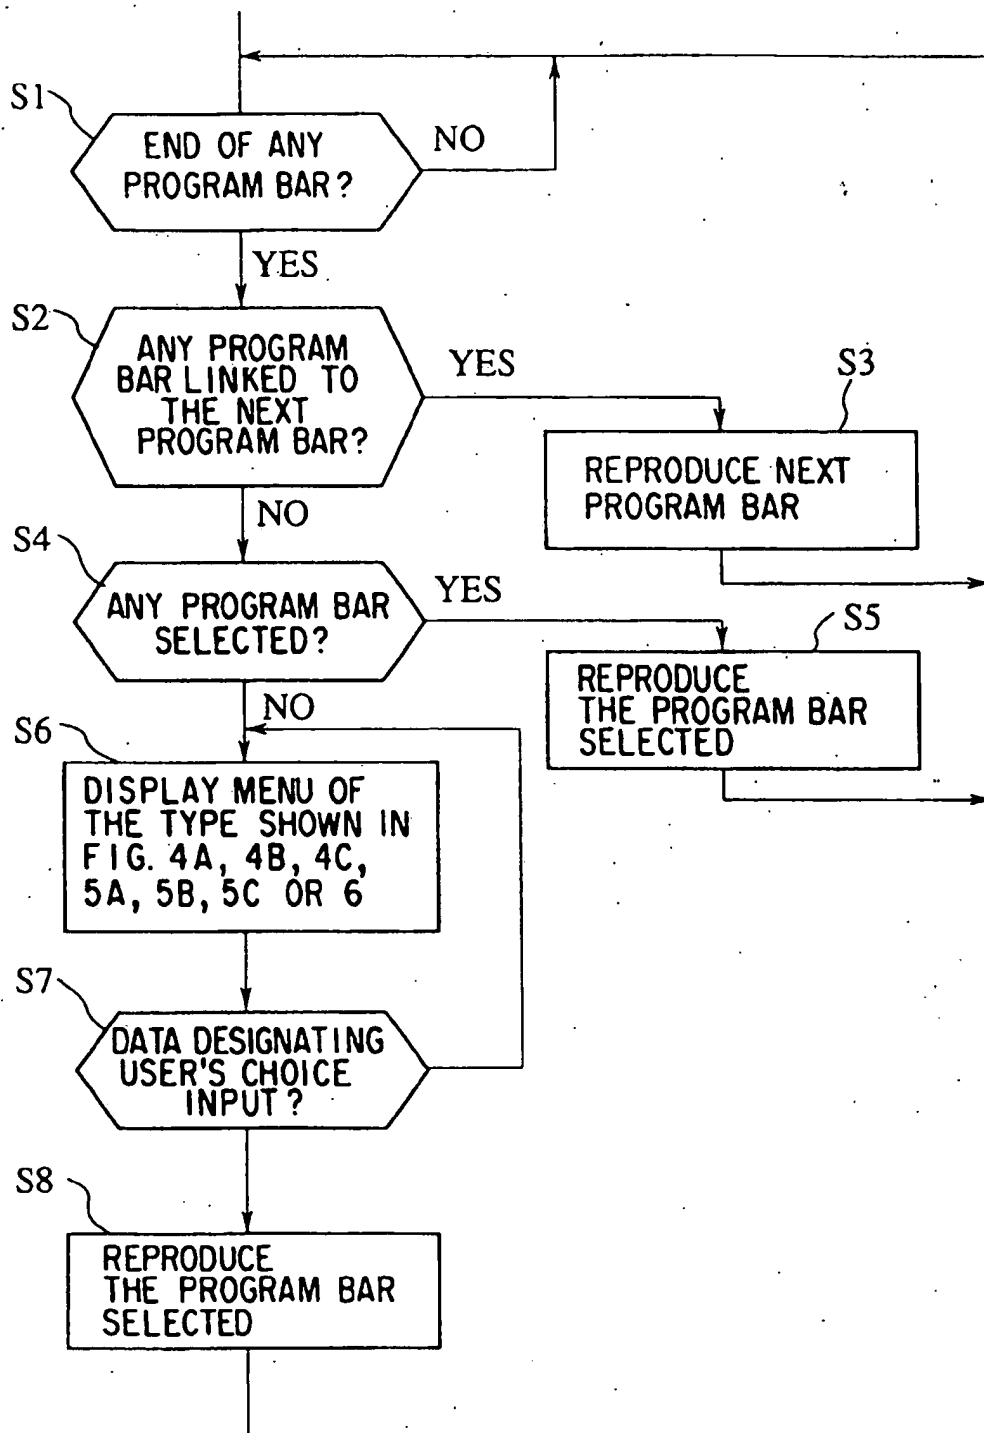 S1
END OF ANY
PROGRAM BAR?
NO
YES
S2
ANY PROGRAM
BAR LINKED TO
THE NEXT
PROGRAM BAR?
YES
S3
REPRODUCE NEXT
PROGRAM BAR
NO
S4
ANY PROGRAM BAR
SELECTED?
YES
S5
REPRODUCE
THE PROGRAM BAR
SELECTED
NO
S6
DISPLAY MENU OF
THE TYPE SHOWN IN
FIG. 4A, 4B, 4C,
5A, 5B, 5C OR 6
S7
DATA DESIGNATING
USER'S CHOICE
INPUT?
S8
REPRODUCE
THE PROGRAM BAR
SELECTED